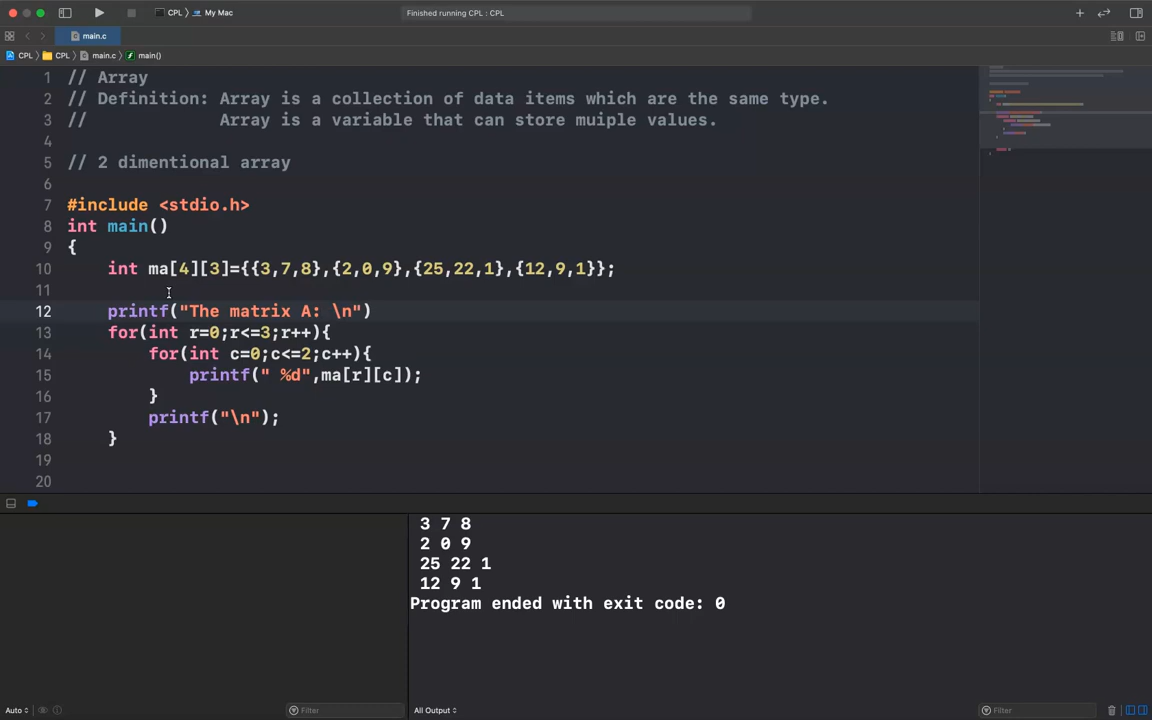 CPL 〉 My Mac
Finished running CPL : CPL
main.c
CPL 〉 CPL 〉 main.c 〉 main()
1 // Array
2 // Definition: Array is a collection of data items which are the same type.
3 //             Array is a variable that can store muiple values.
4
5 // 2 dimentional array
6
7 #include <stdio.h>
8 int main()
9 {
10     int ma[4][3]={{3,7,8},{2,0,9},{25,22,1},{12,9,1}};
11
12     printf("The matrix A: \n")
13     for(int r=0;r<=3;r++){
14         for(int c=0;c<=2;c++){
15             printf(" %d",ma[r][c]);
16         }
17         printf("\n");
18     }
19
20
3 7 8
2 0 9
25 22 1
12 9 1
Program ended with exit code: 0
Auto
Filter
All Output
Filter